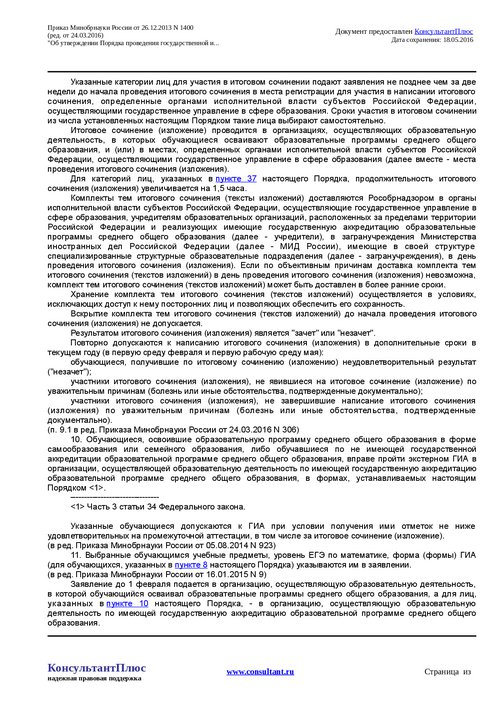 Приказ Минобрнауки России от 26.12.2013 N 1400
(ред. от 24.03.2016)
"Об утверждении Порядка проведения государственной и...
Документ предоставлен КонсультантПлюс
Дата сохранения: 18.05.2016
Указанные категории лиц для участия в итоговом сочинении подают заявления не позднее чем за две
недели до начала проведения итогового сочинения в места регистрации для участия в написании итогового
сочинения, определенные органами исполнительной власти субъектов Российской Федерации,
осуществляющими государственное управление в сфере образования. Сроки участия в итоговом сочинении
из числа установленных настоящим Порядком такие лица выбирают самостоятельно.
Итоговое сочинение (изложение) проводится в организациях, осуществляющих образовательную
деятельность, в которых обучающиеся осваивают образовательные программы среднего общего
образования, и (или) в местах, определенных органами исполнительной власти субъектов Российской
Федерации, осуществляющими государственное управление в сфере образования (далее вместе - места
проведения итогового сочинения (изложения).
Для категорий лиц, указанных в пункте 37 настоящего Порядка, продолжительность итогового
сочинения (изложения) увеличивается на 1,5 часа.
Комплекты тем итогового сочинения (тексты изложений) доставляются Рособрнадзором в органы
исполнительной власти субъектов Российской Федерации, осуществляющие государственное управление в
сфере образования, учредителям образовательных организаций, расположенных за пределами территории
Российской Федерации и реализующих имеющие государственную аккредитацию образовательные
программы среднего общего образования (далее - учредители), в загранучреждения Министерства
иностранных дел Российской Федерации (далее - МИД России), имеющие в своей структуре
специализированные структурные образовательные подразделения (далее - загранучреждения), в день
проведения итогового сочинения (изложения). Если по объективным причинам доставка комплекта тем
итогового сочинения (текстов изложений) в день проведения итогового сочинения (изложения) невозможна,
комплект тем итогового сочинения (текстов изложений) может быть доставлен в более ранние сроки.
Хранение комплекта тем итогового сочинения (текстов изложений) осуществляется в условиях,
исключающих доступ к нему посторонних лиц и позволяющих обеспечить его сохранность.
Вскрытие комплекта тем итогового сочинения (текстов изложений) до начала проведения итогового
сочинения (изложения) не допускается.
Результатом итогового сочинения (изложения) является "зачет" или "незачет".
Повторно допускаются к написанию итогового сочинения (изложения) в дополнительные сроки в
текущем году (в первую среду февраля и первую рабочую среду мая):
обучающиеся, получившие по итоговому сочинению (изложению) неудовлетворительный результат
("незачет");
участники итогового сочинения (изложения), не явившиеся на итоговое сочинение (изложение) по
уважительным причинам (болезнь или иные обстоятельства, подтвержденные документально);
участники итогового сочинения (изложения), не завершившие написание итогового сочинения
(изложения) по уважительным причинам (болезнь или иные обстоятельства, подтвержденные
документально).
(п. 9.1 в ред. Приказа Минобрнауки России от 24.03.2016 N 306)
10. Обучающиеся, освоившие образовательную программу среднего общего образования в форме
самообразования или семейного образования, либо обучавшиеся по не имеющей государственной
аккредитации образовательной программе среднего общего образования, вправе пройти экстерном ГИА в
организации, осуществляющей образовательную деятельность по имеющей государственную аккредитацию
образовательной программе среднего общего образования, в формах, устанавливаемых настоящим
Порядком <1>.
--------------------------------
<1> Часть 3 статьи 34 Федерального закона.
Указанные обучающиеся допускаются к ГИА при условии получения ими отметок не ниже
удовлетворительных на промежуточной аттестации, в том числе за итоговое сочинение (изложение).
(в ред. Приказа Минобрнауки России от 05.08.2014 N 923)
11. Выбранные обучающимся учебные предметы, уровень ЕГЭ по математике, форма (формы) ГИА
(для обучающихся, указанных в пункте 8 настоящего Порядка) указываются им в заявлении.
(в ред. Приказа Минобрнауки России от 16.01.2015 N 9)
Заявление до 1 февраля подается в организацию, осуществляющую образовательную деятельность,
в которой обучающийся осваивал образовательные программы среднего общего образования, а для лиц,
указанных в пункте 10 настоящего Порядка, - в организацию, осуществляющую образовательную
деятельность по имеющей государственную аккредитацию образовательной программе среднего общего
образования.
КонсультантПлюс
надежная правовая поддержка
www.consultant.ru
Страница из